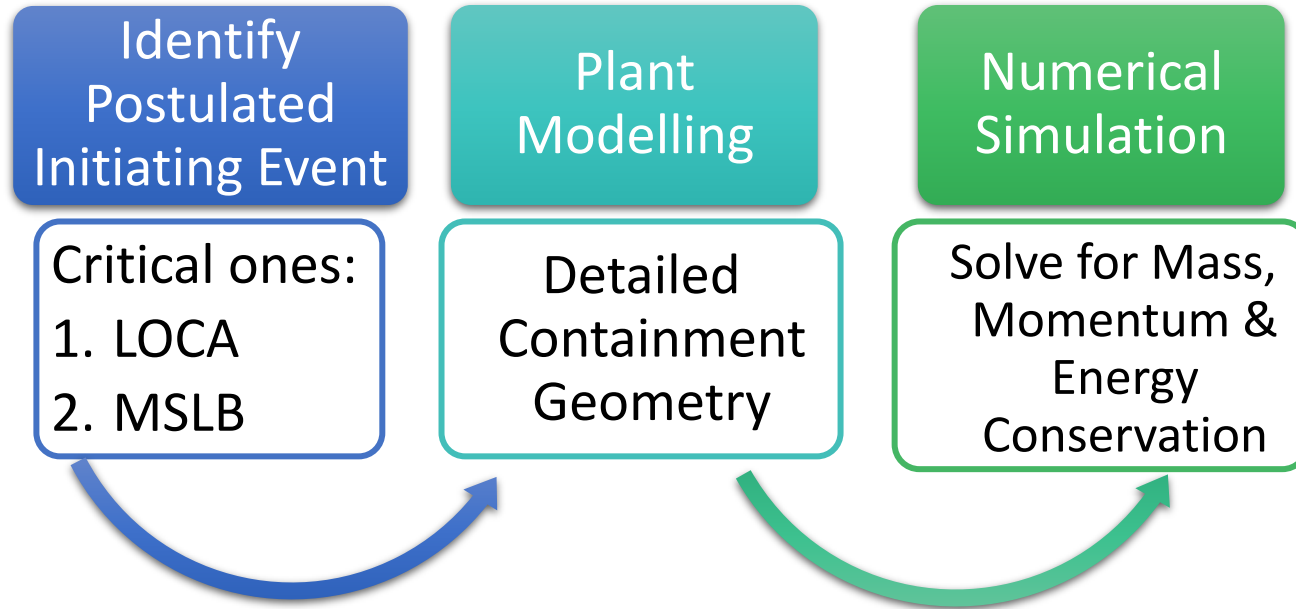 Identify
Postulated
Initiating Event
Critical ones:
1. LOCA
2. MSLB
Plant
Modelling
Detailed
Containment
Geometry
Numerical
Simulation
Solve for Mass,
Momentum &
Energy
Conservation